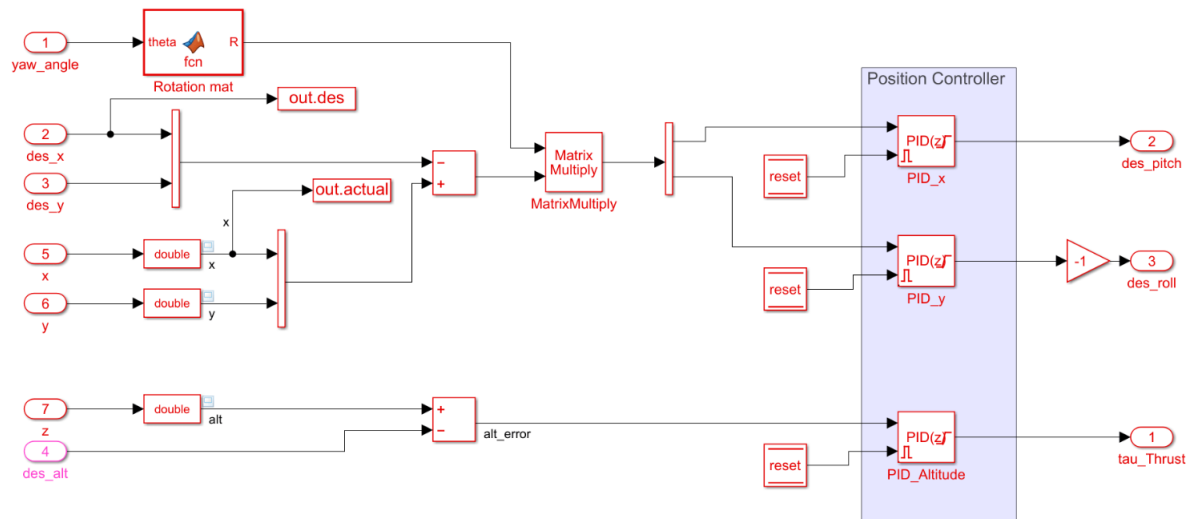 1
yaw_angle
theta
R
fcn
Rotation mat
out.des
2
des_x
3
des_y
−
+
out.actual
x
5
x
double
x
6
y
double
y
Matrix
Multiply
MatrixMultiply
Position Controller
reset
PID(z)
PID_x
2
des_pitch
reset
PID(z)
PID_y
-1
3
des_roll
7
z
double
alt
4
des_alt
+
−
alt_error
reset
PID(z)
PID_Altitude
1
tau_Thrust